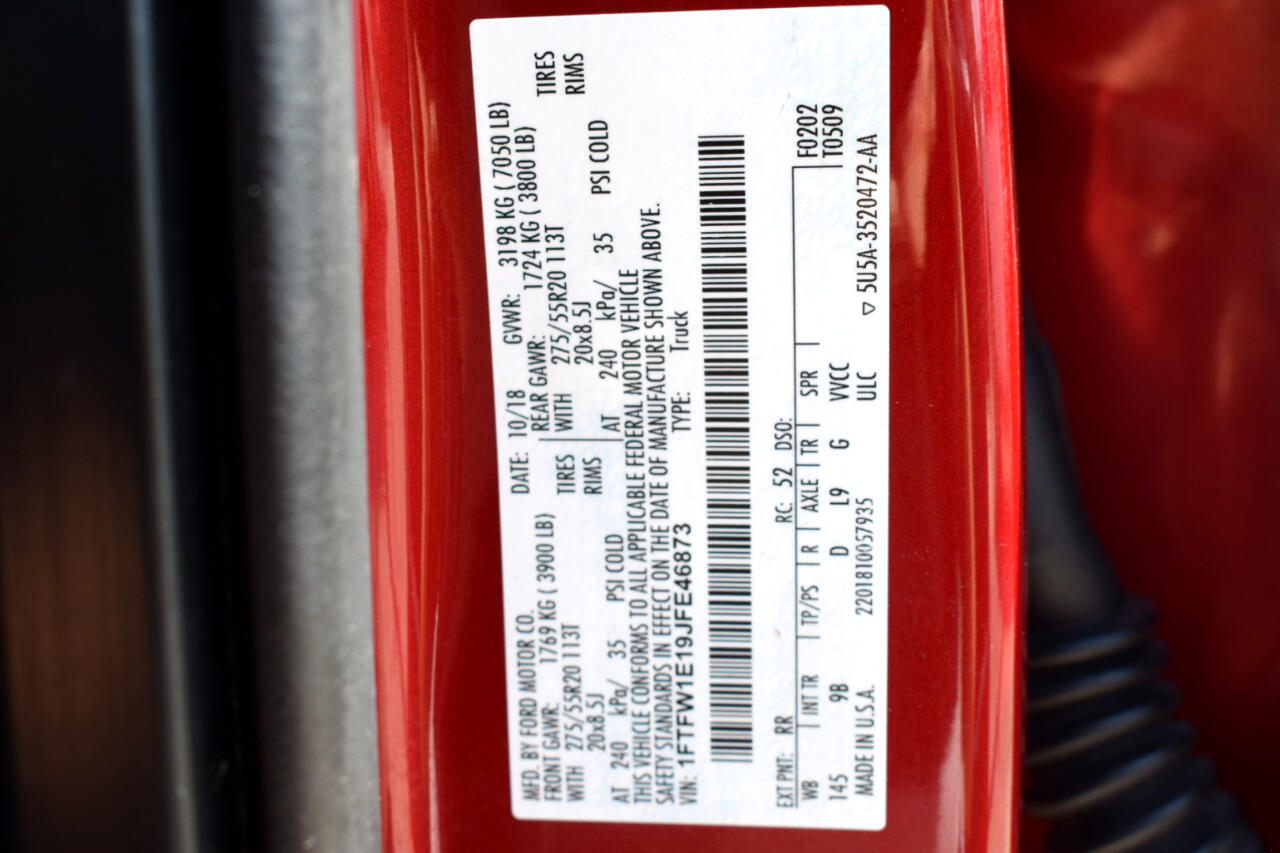 MFD. BY FORD MOTOR CO. DATE: 10/18 GVWR: 3198 KG ( 7050 LB)
FRONT GAWR: 1769 KG ( 3900 LB) REAR GAWR: 1724 KG ( 3800 LB)
WITH 275/55R20 113T TIRES WITH 275/55R20 113T TIRES
20x8.5J RIMS 20x8.5J RIMS
AT 240 kPa/ 35 PSI COLD AT 240 kPa/ 35 PSI COLD
THIS VEHICLE CONFORMS TO ALL APPLICABLE FEDERAL MOTOR VEHICLE
SAFETY STANDARDS IN EFFECT ON THE DATE OF MANUFACTURE SHOWN ABOVE.
VIN: 1FTFW1E19JFE46873 TYPE: Truck
EXT PNT: RR RC: 52 DSO: F0202
WB INT TR TP/PS R AXLE TR SPR T0509
145 9B D L9 G VVCC
MADE IN U.S.A. 2201810057935 ULC ▽ 5U5A-3520472-AA